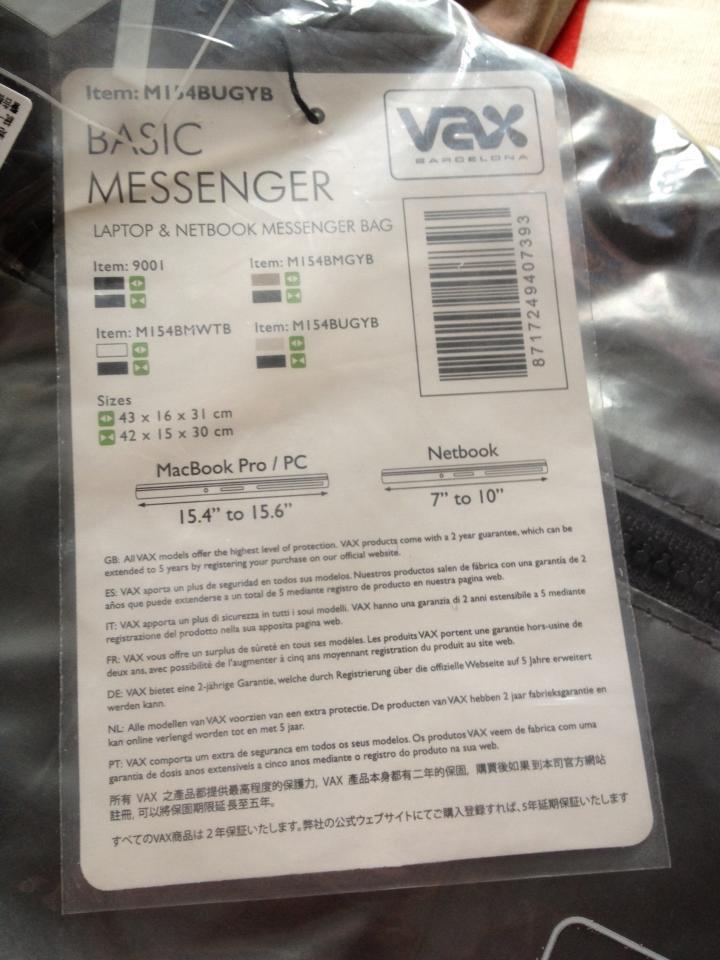 Item: M154BUGYB
BASIC
MESSENGER
LAPTOP & NETBOOK MESSENGER BAG
vax
BARCELONA
8717249407393
Item: 9001
Item: M154BMGYB
Item: M154BMWTB
Item: M154BUGYB
Sizes
43 x 16 x 31 cm
42 x 15 x 30 cm
MacBook Pro / PC
15.4” to 15.6”
Netbook
7” to 10”
GB: All VAX models offer the highest level of protection. VAX products come with a 2 year guarantee, which can be
extended to 5 years by registering your purchase on our official website.
ES: VAX aporta un plus de seguridad en todos sus modelos. Nuestros productos salen de fábrica con una garantía de 2
años que puede extenderse a un total de 5 mediante registro de producto en nuestra pagina web.
IT: VAX apporta un plus di sicurezza in tutti i soui modelli. VAX hanno una garanzia di 2 anni estensibile a 5 mediante
registrazione del prodotto nella sua apposita pagina web.
FR: VAX vous offre un surplus de sûreté en tous ses modèles. Les produits VAX portent une garantie hors-usine de
deux ans, avec possibilité de l'augmenter à cinq ans moyennant registration du produit au site web.
DE: VAX bietet eine 2-jährige Garantie, welche durch Registrierung über die offizielle Webseite auf 5 Jahre erweitert
werden kann.
NL: Alle modellen van VAX voorzien van een extra protectie. De producten van VAX hebben 2 jaar fabrieksgarantie en
kan online verlengd worden tot en met 5 jaar.
PT: VAX comporta um extra de seguranca em todos os seus modelos. Os produtos VAX veem de fabrica com uma
garantia de dosis anos extensiveis a cinco anos mediante o registro do produto na sua web.
所有 VAX 之產品都提供最高程度的保護力, VAX 產品本身都有二年的保固, 購買後如果到本司官方網站
註冊, 可以將保固期限延長至五年。
すべてのVAX商品は2年保証いたします。弊社の公式ウェブサイトにてご購入登録すれば、5年延期保証いたします